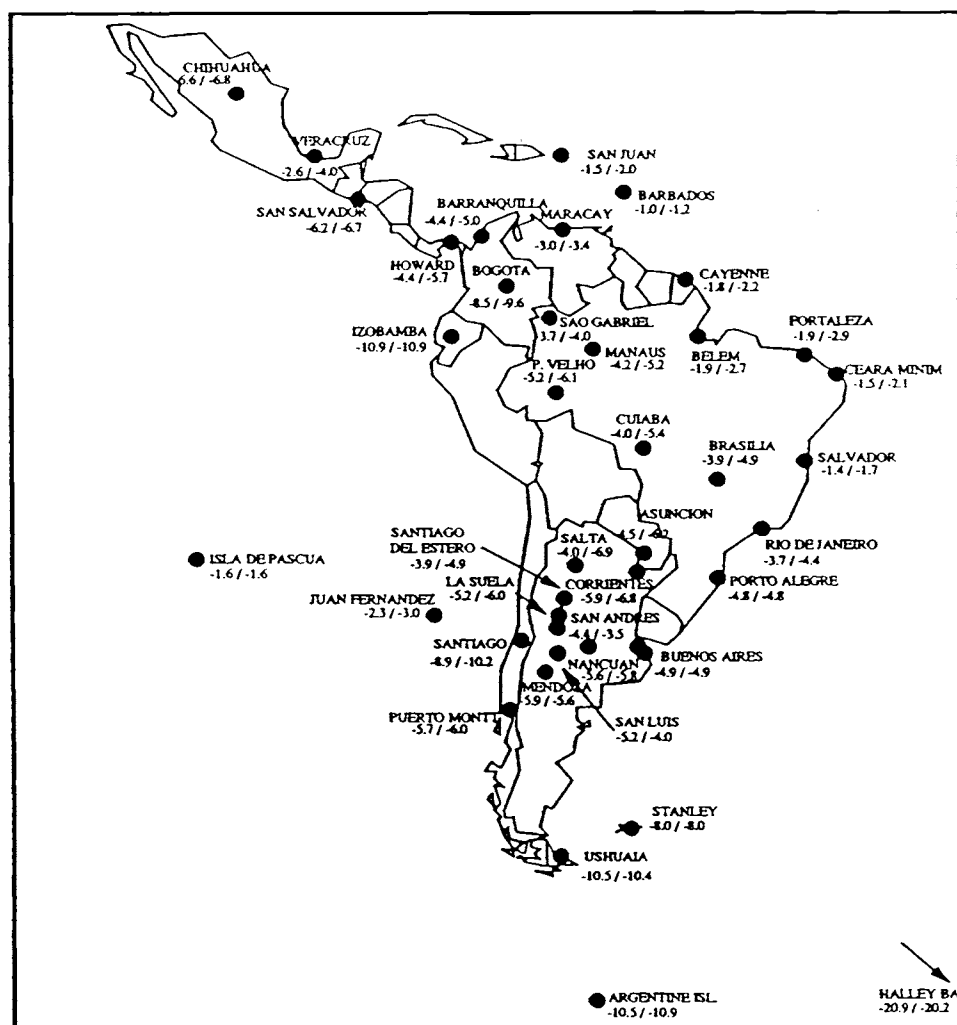 CHIHUAHUA
6.6 / -6.8
VERACRUZ
-2.6 / -4.0
SAN JUAN
-1.5 / -2.0
BARBADOS
-1.0 / -1.2
SAN SALVADOR
-6.2 / -6.7
BARRANQUILLA
-4.4 / -5.0
MARACAY
-3.0 / -3.4
HOWARD
-4.4 / -5.7
BOGOTA
-8.5 / -9.6
CAYENNE
-1.8 / -2.2
IZOBAMBA
-10.9 / -10.9
SAO GABRIEL
3.7 / -4.0
MANAUS
-4.2 / -5.2
BELEM
-1.9 / -2.7
PORTALEZA
-1.9 / -2.9
CEARA MINIM
-1.5 / -2.1
P. VELHO
-5.2 / -6.1
CUIABA
-4.0 / -5.4
BRASILIA
-3.9 / -4.9
SALVADOR
-1.4 / -1.7
ASUNCION
SANTIAGO
DEL ESTERO
-3.9 / -4.9
SALTA
-4.0 / -6.9
RIO DE JANEIRO
-3.7 / -4.4
ISLA DE PASCUA
-1.6 / -1.6
LA SUELA
-5.2 / -6.0
CORRIENTES
-5.9 / -6.8
PORTO ALEGRE
-4.8 / -4.8
JUAN FERNANDEZ
-2.3 / -3.0
SAN ANDRES
-4.4 / -3.5
SANTIAGO
-8.9 / -10.2
NANCUAN
-5.6 / -5.8
BUENOS AIRES
-4.9 / -4.9
MENDOZA
-5.9 / -5.6
PUERTO MONTT
-5.7 / -6.0
SAN LUIS
-5.2 / -4.0
STANLEY
-8.0 / -8.0
USHUAIA
-10.5 / -10.4
ARGENTINE ISL.
-10.5 / -10.9
HALLEY BA
-20.9 / -20.2